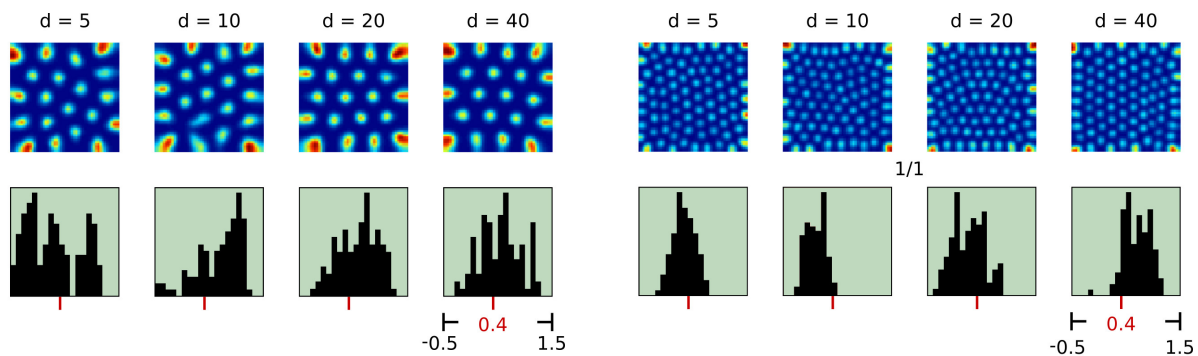 d = 5 d = 10 d = 20 d = 40 d = 5 d = 10 d = 20 d = 40
1/1
0.4 0.4
-0.5 1.5 -0.5 1.5